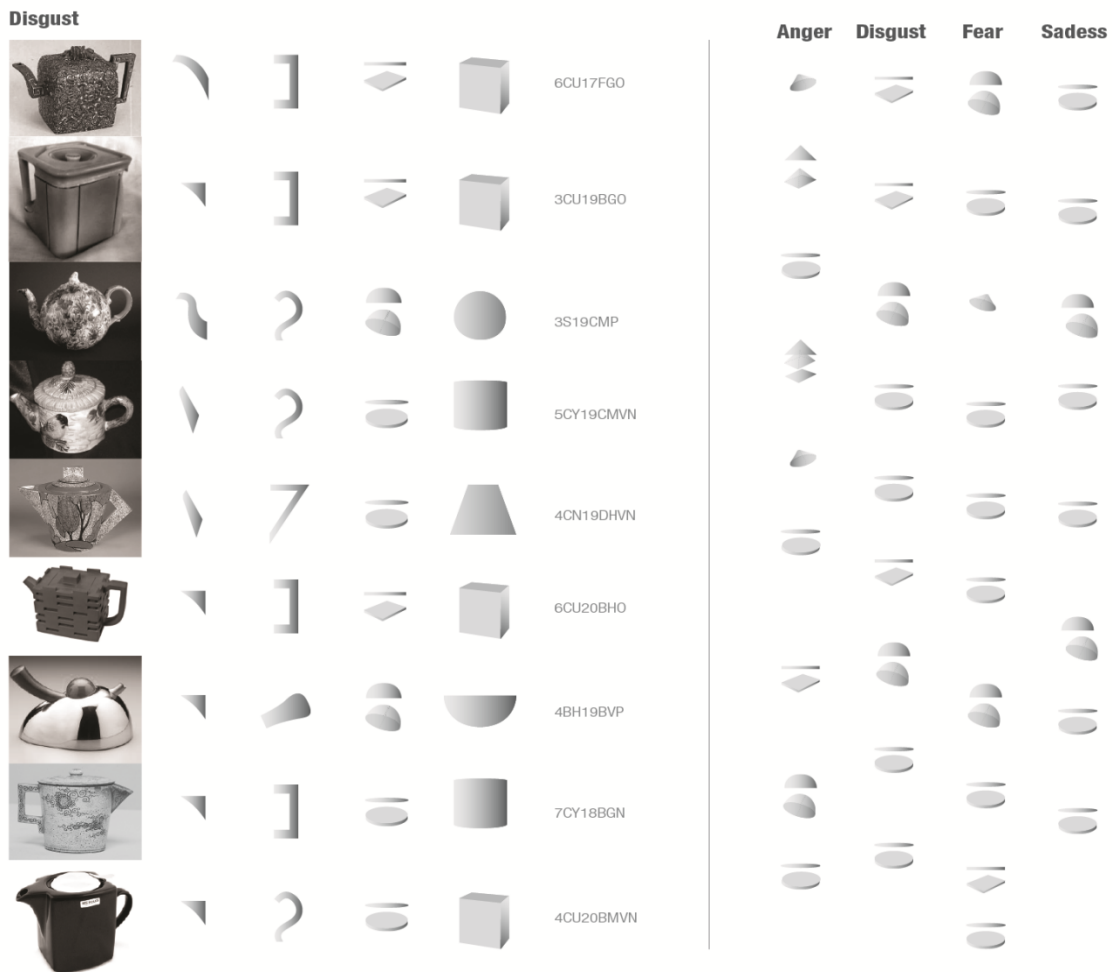 Disgust
Anger Disgust Fear Sadess
6CU17FGO
3CU19BGO
3S19CMP
5CY19CMVN
4CN19DHVN
6CU20BHO
4BH19BVP
7CY18BGN
4CU20BMVN